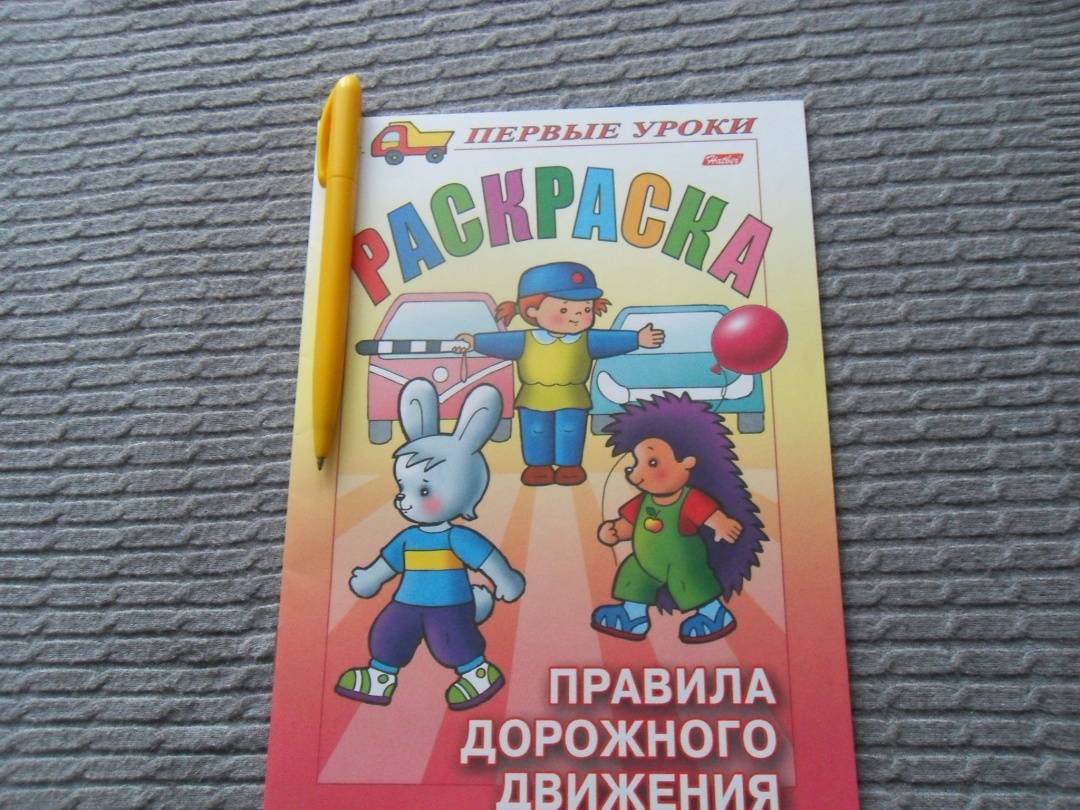 ПЕРВЫЕ УРОКИ
Hatber
РАСКРАСКА
ПРАВИЛА
ДОРОЖНОГО
ДВИЖЕНИЯ